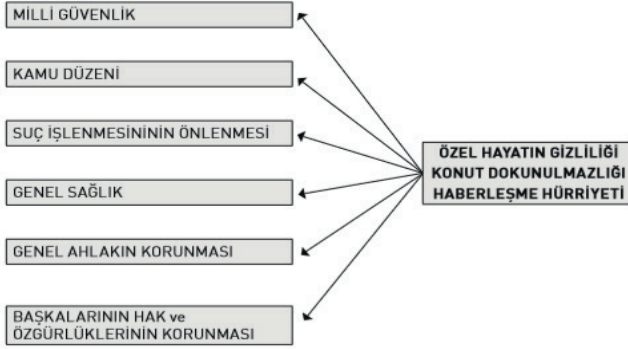 MİLLİ GÜVENLİK
KAMU DÜZENİ
SUÇ İŞLENMESİNİNİN ÖNLENMESİ
GENEL SAĞLIK
GENEL AHLAKIN KORUNMASI
BAŞKALARININ HAK ve
ÖZGÜRLÜKLERİNİN KORUNMASI
ÖZEL HAYATIN GİZLİLİĞİ
KONUT DOKUNULMAZLIĞI
HABERLEŞME HÜRRİYETİ